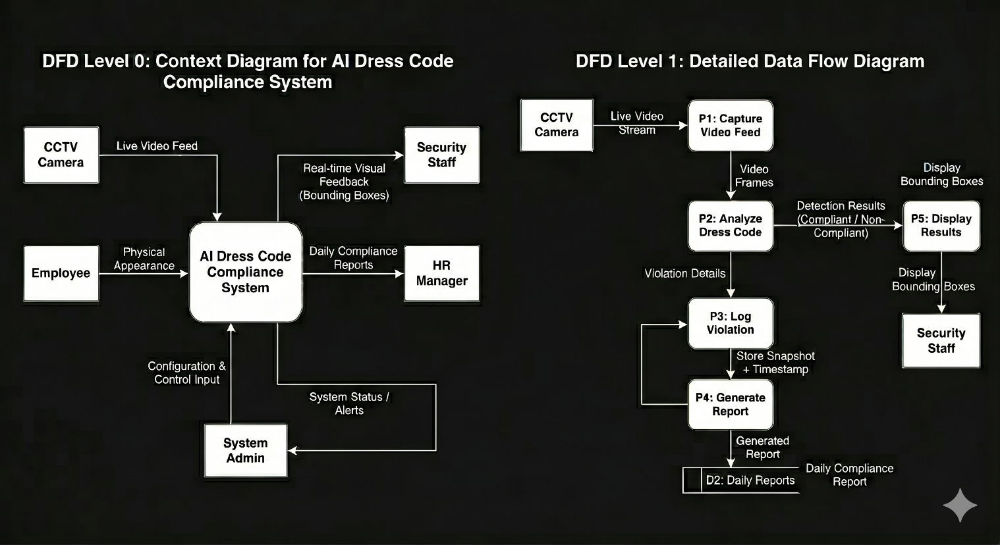 DFD Level 0: Context Diagram for AI Dress Code
Compliance System
CCTV
Camera
Live Video Feed
Security
Staff
Real-time Visual
Feedback
(Bounding Boxes)
Employee
Physical
Appearance
AI Dress Code
Compliance
System
Daily Compliance
Reports
HR
Manager
Configuration &
Control Input
System Status /
Alerts
System
Admin
DFD Level 1: Detailed Data Flow Diagram
CCTV
Camera
Live Video
Stream
P1: Capture
Video Feed
Video
Frames
Display
Bounding Boxes
P2: Analyze
Dress Code
Detection Results
(Compliant / Non-
Compliant)
P5: Display
Results
Violation Details
Display
Bounding Boxes
P3: Log
Violation
Security
Staff
Store Snapshot
+ Timestamp
P4: Generate
Report
Generated
Report
D2: Daily Reports
Daily Compliance
Report